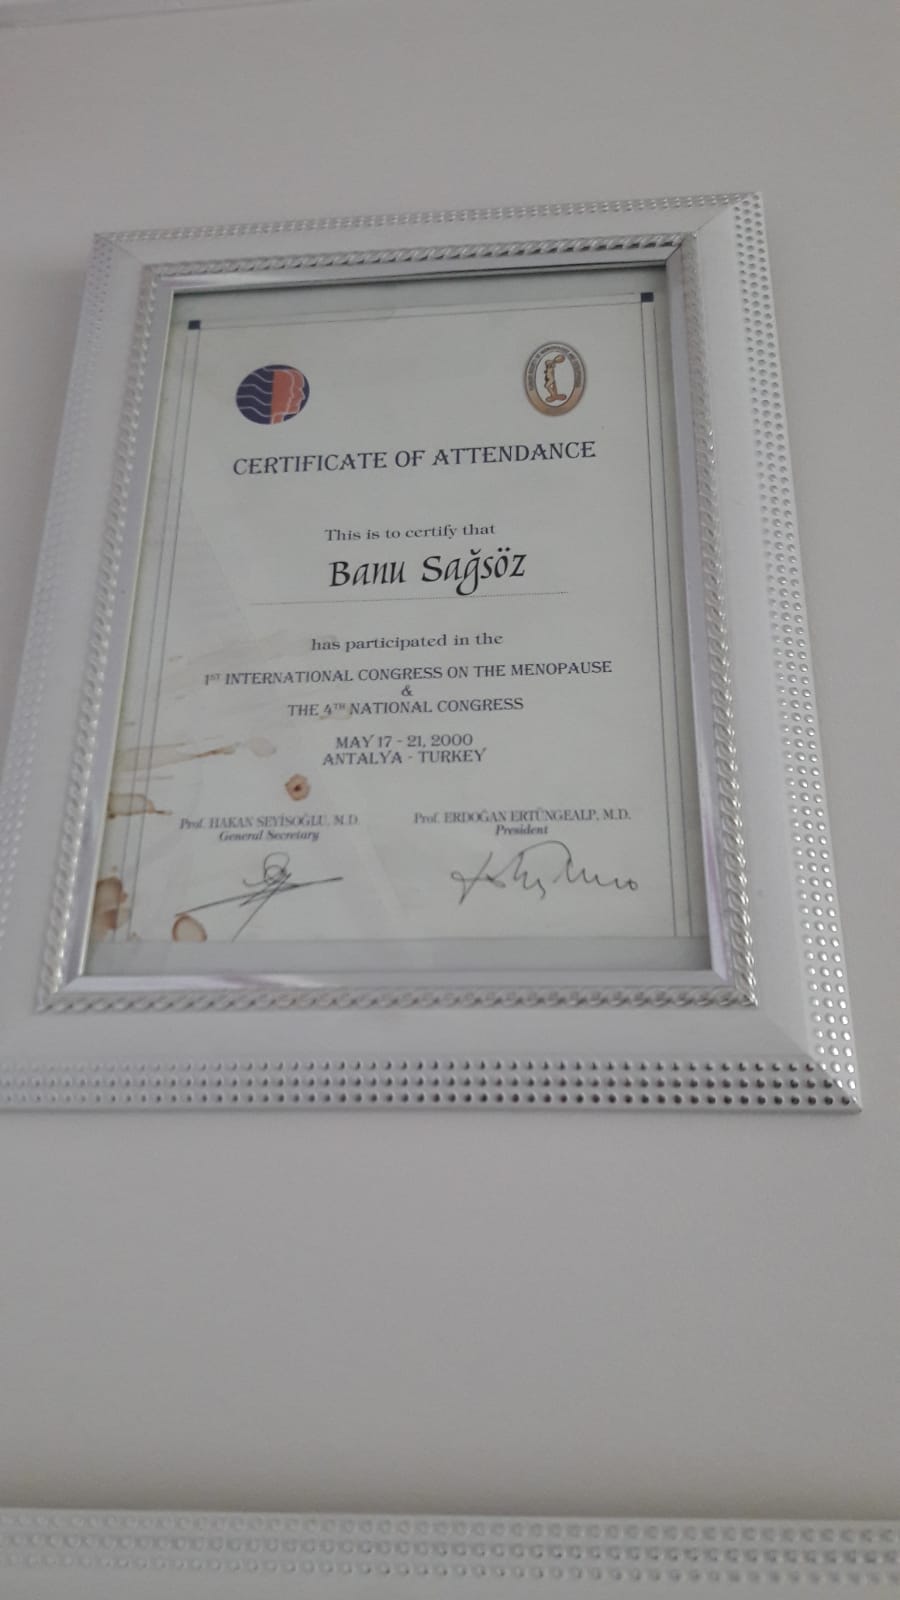 CERTIFICATE OF ATTENDANCE
This is to certify that
Banu Sağsöz
has participated in the
1ST INTERNATIONAL CONGRESS ON THE MENOPAUSE
&
THE 4TH NATIONAL CONGRESS
MAY 17 - 21, 2000
ANTALYA - TURKEY
Prof. HAKAN SEYİSOĞLU, M.D. Prof. ERDOĞAN ERTÜNGEALP, M.D.
General Secretary President